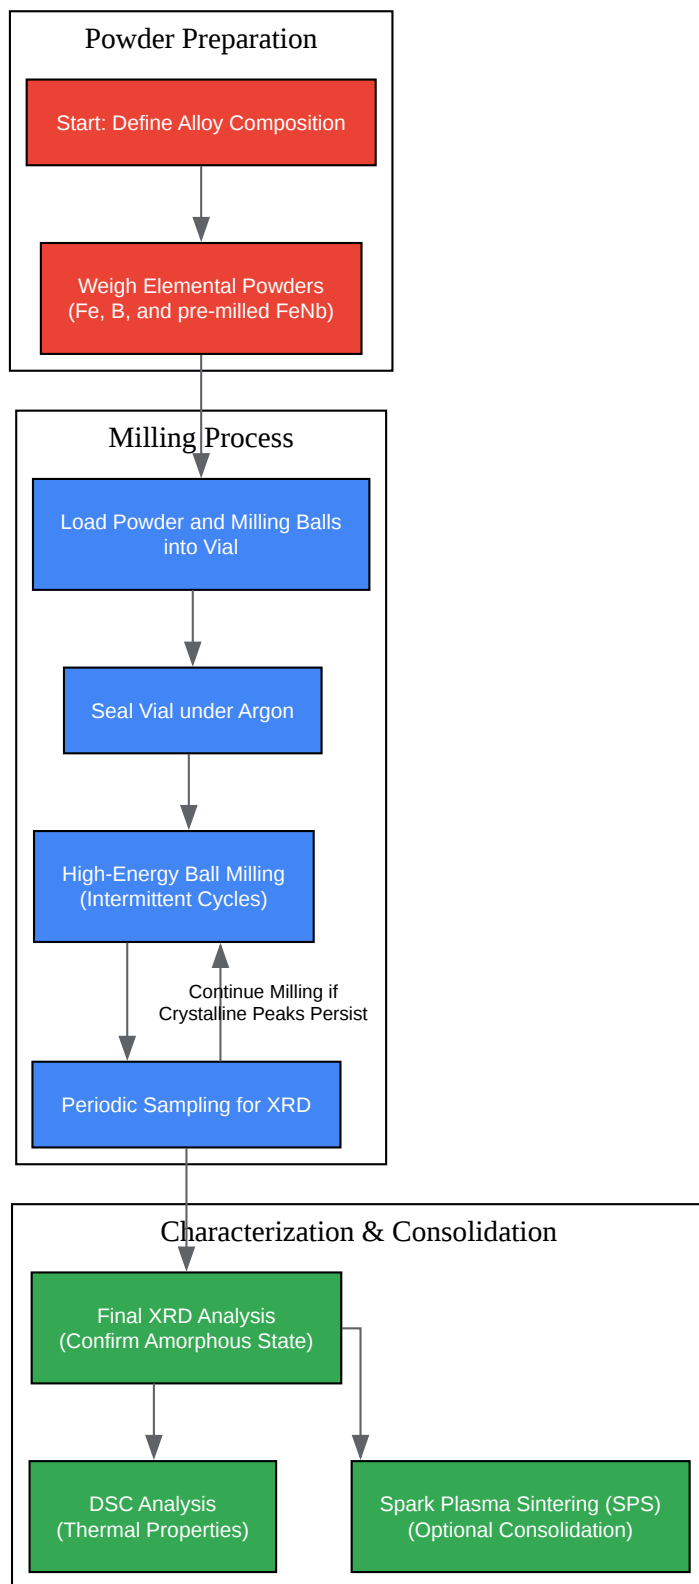 Powder Preparation
Start: Define Alloy Composition
Weigh Elemental Powders
(Fe, B, and pre-milled FeNb)
Milling Process
Load Powder and Milling Balls
into Vial
Seal Vial under Argon
High-Energy Ball Milling
(Intermittent Cycles)
Continue Milling if
Crystalline Peaks Persist
Periodic Sampling for XRD
Characterization & Consolidation
Final XRD Analysis
(Confirm Amorphous State)
DSC Analysis
(Thermal Properties)
Spark Plasma Sintering (SPS)
(Optional Consolidation)